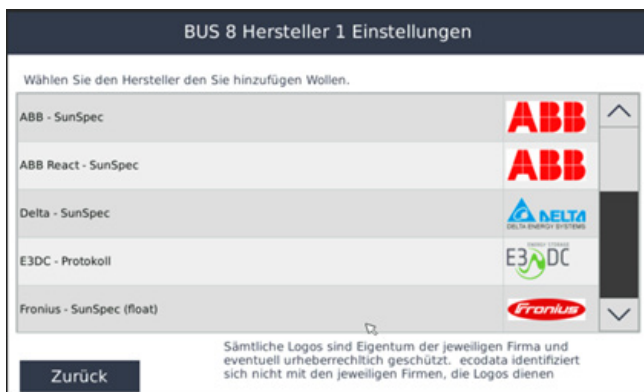 BUS 8 Hersteller 1 Einstellungen
Wählen Sie den Hersteller den Sie hinzufügen Wollen.
ABB - SunSpec
ABB
ABB React - SunSpec
ABB
Delta - SunSpec
DELTA
DELTA ENERGY SYSTEMS
E3DC - Protokoll
ENERGY STORAGE
E3DC
Fronius - SunSpec (float)
Fronius
Sämtliche Logos sind Eigentum der jeweiligen Firma und
eventuell urheberrechltich geschützt. ecodata identifiziert
sich nicht mit den jeweiligen Firmen, die Logos dienen
Zurück